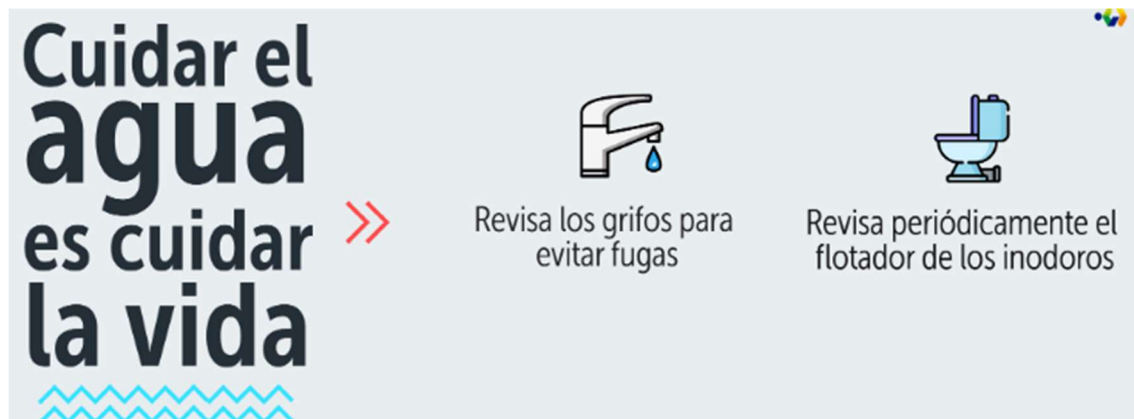 Cuidar el
agua
es cuidar
la vida
Revisa los grifos para
evitar fugas
Revisa periódicamente el
flotador de los inodoros